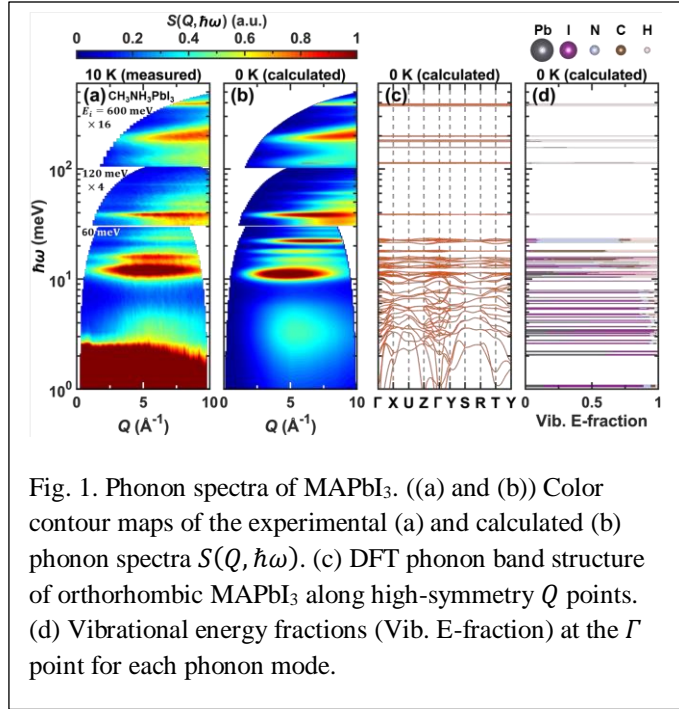 S(Q, ħω) (a.u.)
0 0.2 0.4 0.6 0.8 1
Pb I N C H
10 K (measured) 0 K (calculated) 0 K (calculated) 0 K (calculated)
(a) CH₃NH₃PbI₃ (b) (c) (d)
E_i = 600 meV
× 16
10²
120 meV
× 4
ħω (meV)
60 meV
10¹
10⁰
0 5 10 0 5 10 Γ X U Z Γ Y S R T Y 0 0.5 1
Q (Å⁻¹) Q (Å⁻¹) Vib. E-fraction
Fig. 1. Phonon spectra of MAPbI₃. ((a) and (b)) Color
contour maps of the experimental (a) and calculated (b)
phonon spectra S(Q, ħω). (c) DFT phonon band structure
of orthorhombic MAPbI₃ along high-symmetry Q points.
(d) Vibrational energy fractions (Vib. E-fraction) at the Γ
point for each phonon mode.